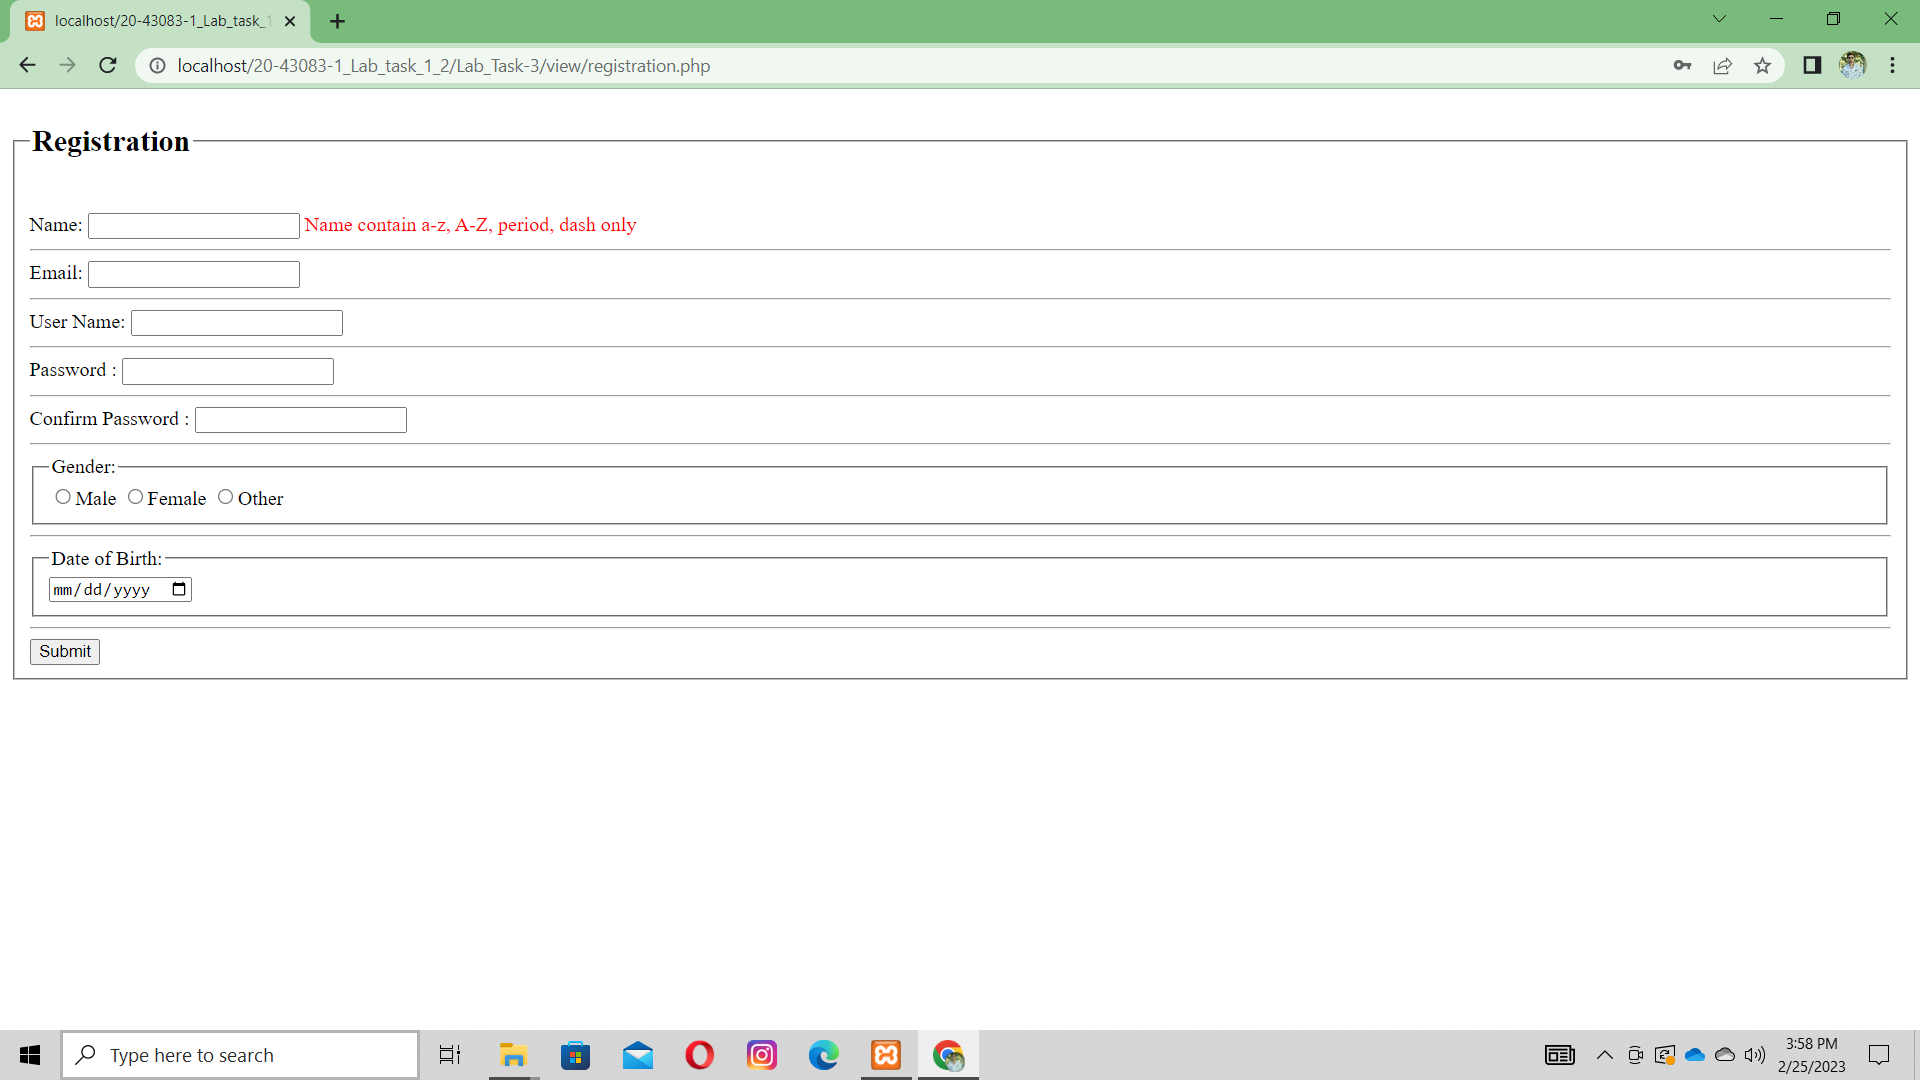 localhost/20-43083-1_Lab_task_1
localhost/20-43083-1_Lab_task_1_2/Lab_Task-3/view/registration.php
Registration
Name: Name contain a-z, A-Z, period, dash only
Email:
User Name:
Password :
Confirm Password :
Gender:
Male Female Other
Date of Birth:
mm/dd/yyyy
Submit
Type here to search
3:58 PM
2/25/2023